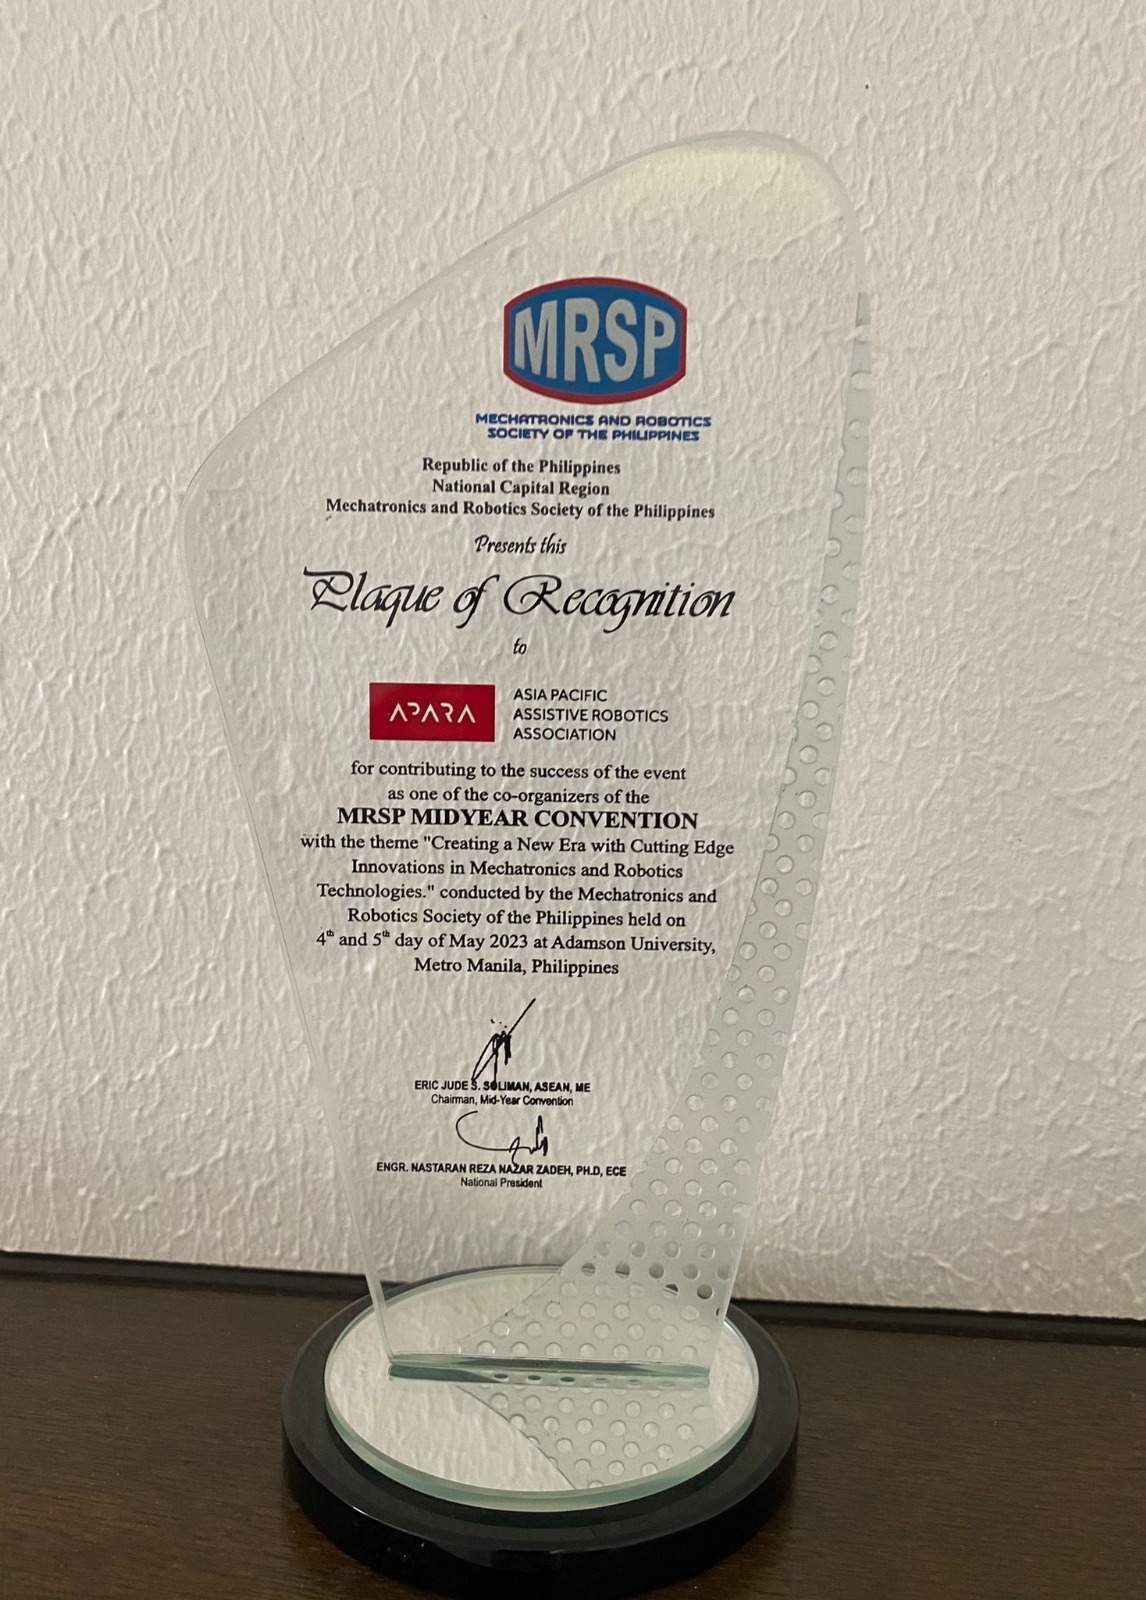 MRSP
MECHATRONICS AND ROBOTICS
SOCIETY OF THE PHILIPPINES
Republic of the Philippines
National Capital Region
Mechatronics and Robotics Society of the Philippines
Presents this
Plaque of Recognition
to
APARA
ASIA PACIFIC
ASSISTIVE ROBOTICS
ASSOCIATION
for contributing to the success of the event
as one of the co-organizers of the
MRSP MIDYEAR CONVENTION
with the theme "Creating a New Era with Cutting Edge
Innovations in Mechatronics and Robotics
Technologies." conducted by the Mechatronics and
Robotics Society of the Philippines held on
4th and 5th day of May 2023 at Adamson University,
Metro Manila, Philippines
ERIC JUDE S. SOLIMAN, ASEAN, ME
Chairman, Mid-Year Convention
ENGR. NASTARAN REZA NAZAR ZADEH, PH.D, ECE
National President